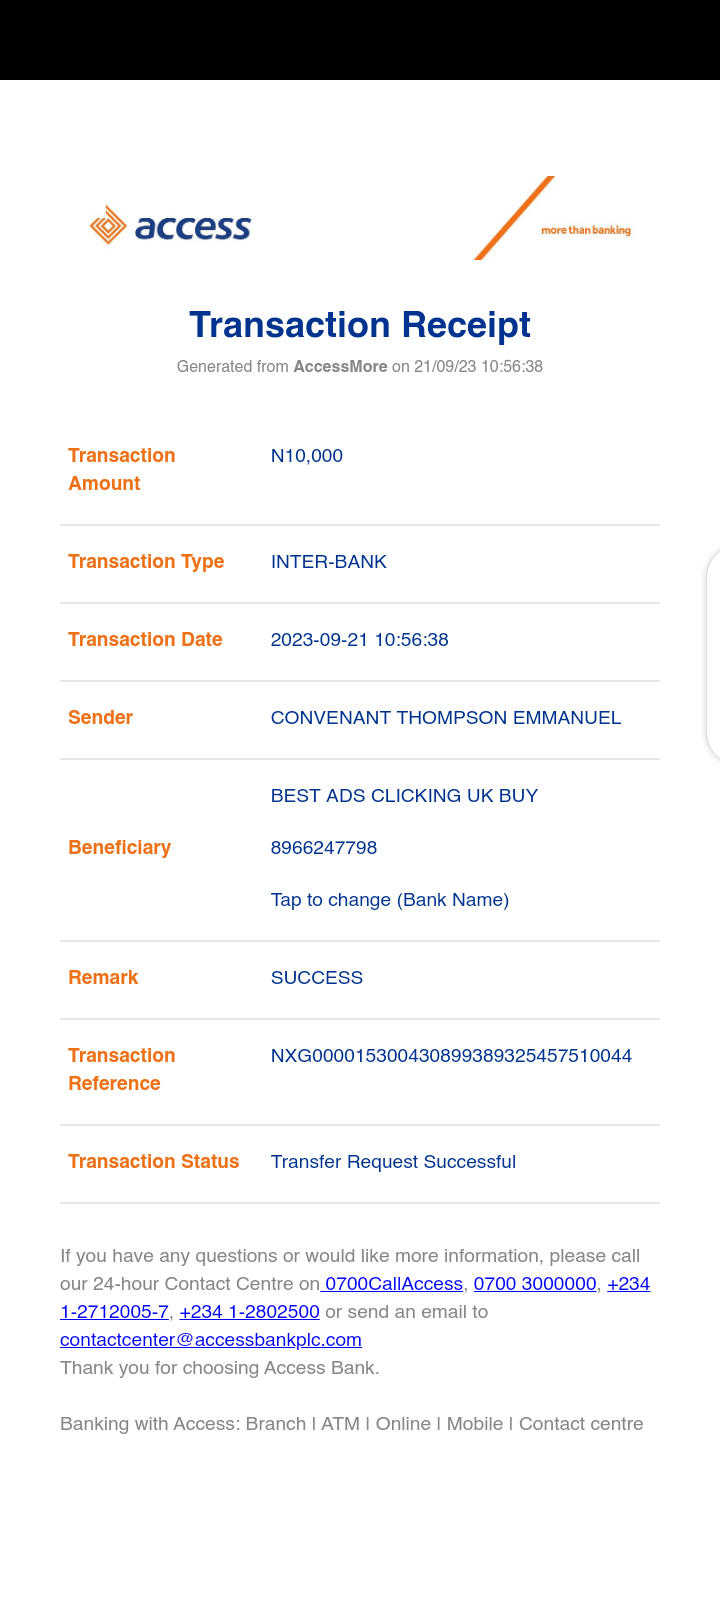 access
more than banking
Transaction Receipt
Generated from AccessMore on 21/09/23 10:56:38
Transaction
Amount
N10,000
Transaction Type
INTER-BANK
Transaction Date
2023-09-21 10:56:38
Sender
CONVENANT THOMPSON EMMANUEL
Beneficiary
BEST ADS CLICKING UK BUY
8966247798
Tap to change (Bank Name)
Remark
SUCCESS
Transaction
Reference
NXG000015300430899389325457510044
Transaction Status
Transfer Request Successful
If you have any questions or would like more information, please call
our 24-hour Contact Centre on 0700CallAccess, 0700 3000000, +234
1-2712005-7, +234 1-2802500 or send an email to
contactcenter@accessbankplc.com
Thank you for choosing Access Bank.
Banking with Access: Branch | ATM | Online | Mobile | Contact centre